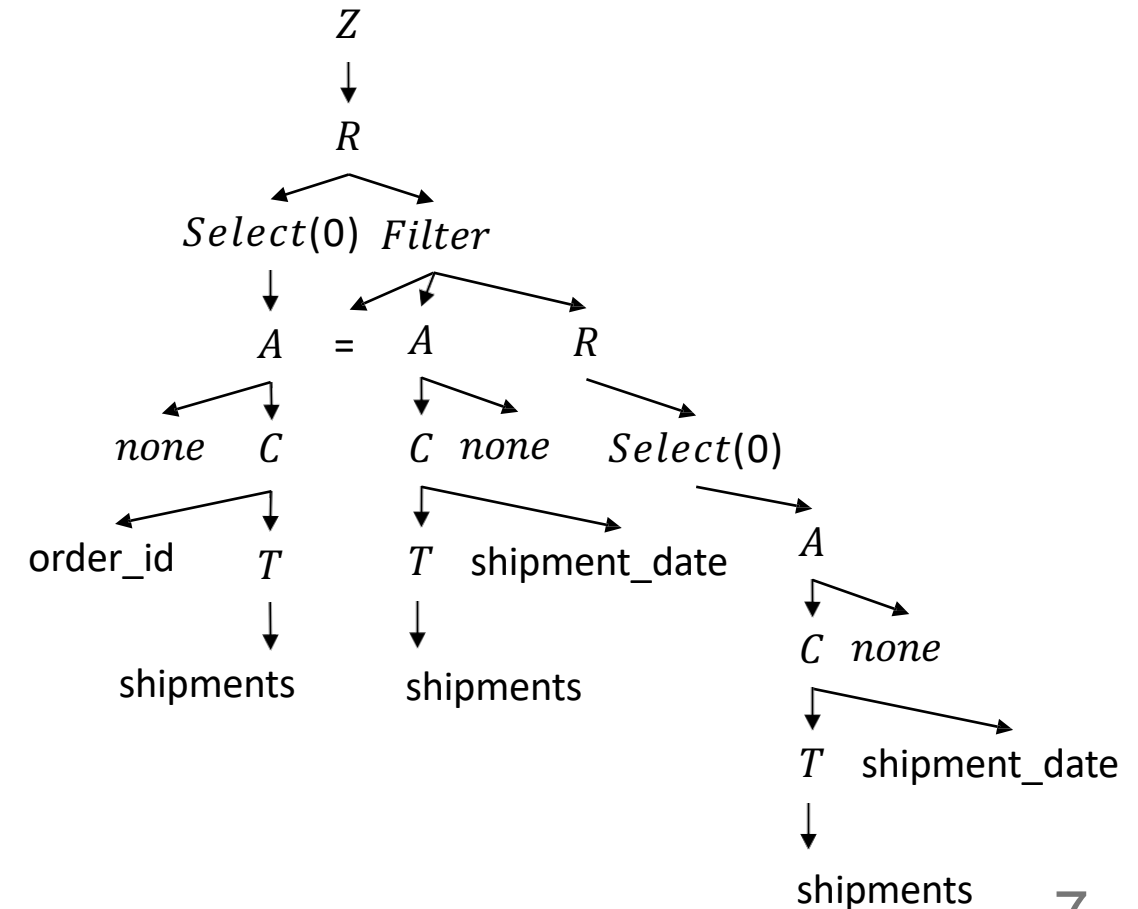 Z
R
Select(0) Filter
A = A R
none C C none Select(0)
order_id T T shipment_date A
shipments shipments C none
T shipment_date
shipments